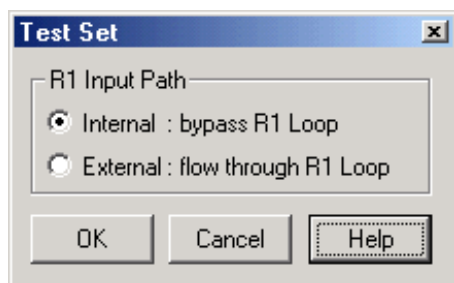 Test Set
R1 Input Path
Internal : bypass R1 Loop
External : flow through R1 Loop
OK Cancel Help